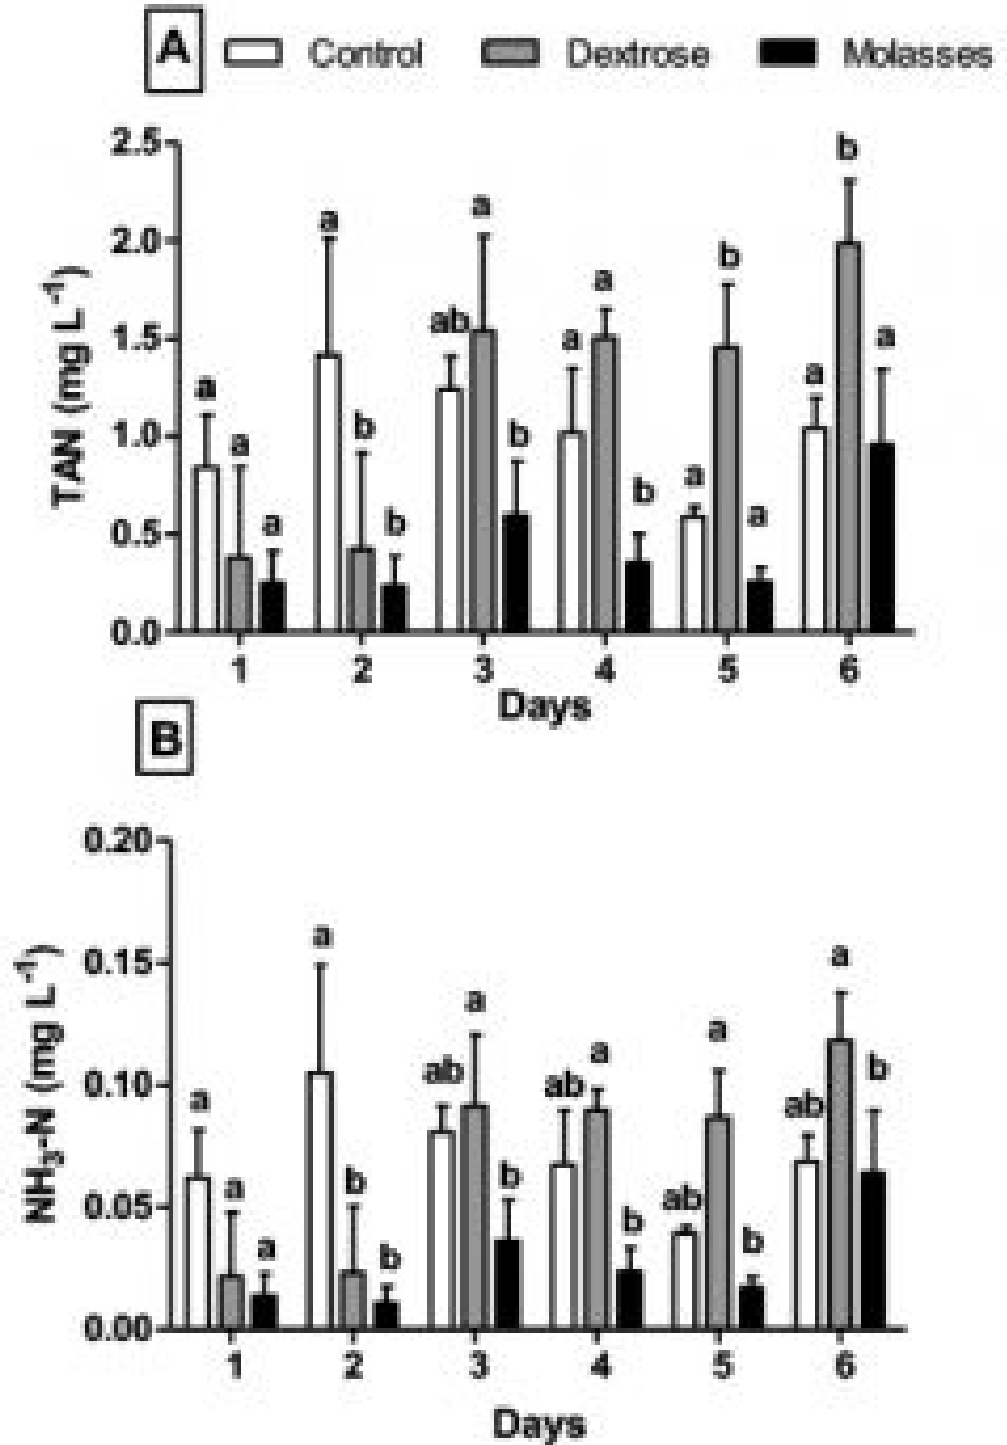 A Control Dextrose Molasses
2.5
2.0
1.5
1.0
0.5
0.0
TAN (mg L⁻¹)
a a a
a b b
ab a b
a a b
a b a
a b a
1 2 3 4 5 6
Days
B
0.20
0.15
0.10
0.05
0.00
NH₃-N (mg L⁻¹)
a a a
a b b
ab a b
ab a b
ab a b
ab a b
1 2 3 4 5 6
Days